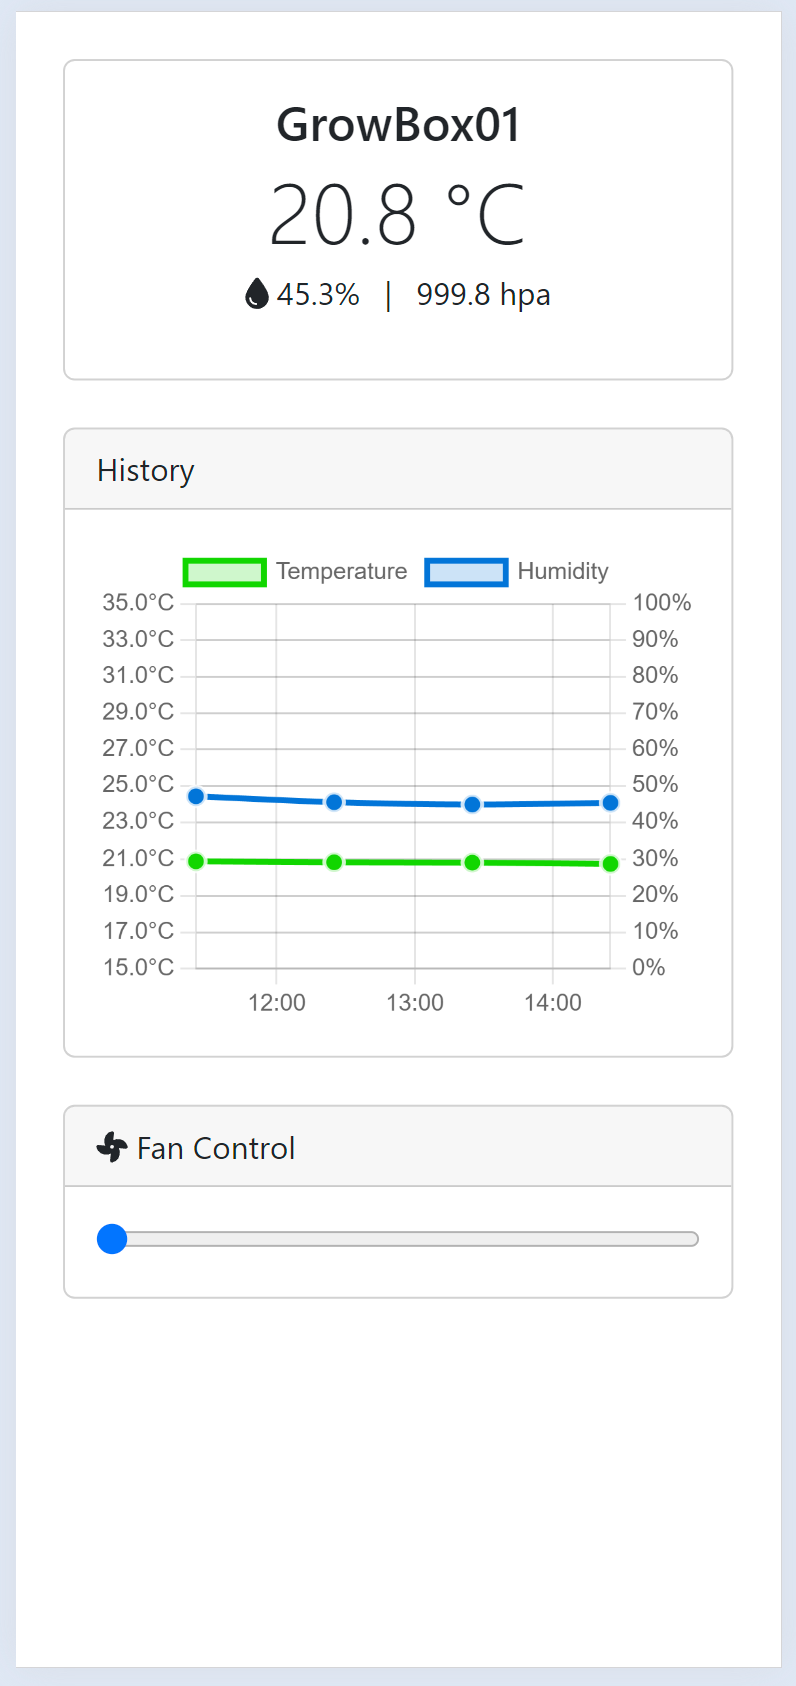 GrowBox01
20.8 °C
45.3% | 999.8 hpa
History
Temperature Humidity
35.0°C 100%
33.0°C 90%
31.0°C 80%
29.0°C 70%
27.0°C 60%
25.0°C 50%
23.0°C 40%
21.0°C 30%
19.0°C 20%
17.0°C 10%
15.0°C 0%
12:00 13:00 14:00
Fan Control